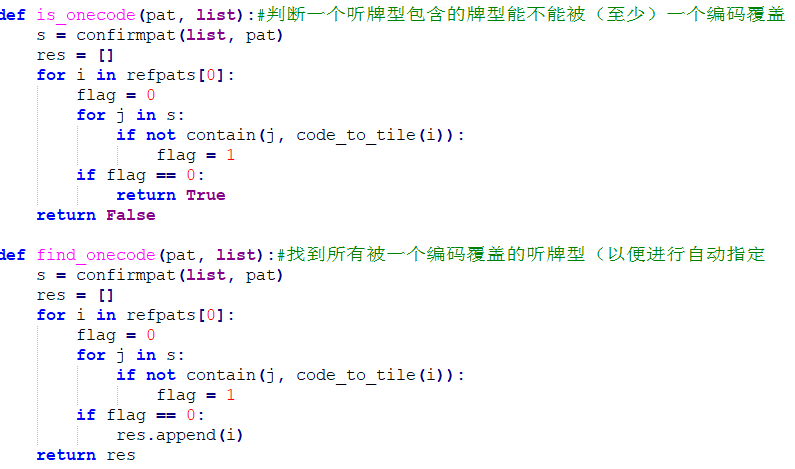 def is_onecode(pat, list):#判断一个听牌型包含的牌型能不能被（至少）一个编码覆盖
    s = confirmpat(list, pat)
    res = []
    for i in refpats[0]:
        flag = 0
        for j in s:
            if not contain(j, code_to_tile(i)):
                flag = 1
        if flag == 0:
            return True
    return False

def find_onecode(pat, list):#找到所有被一个编码覆盖的听牌型（以便进行自动指定
    s = confirmpat(list, pat)
    res = []
    for i in refpats[0]:
        flag = 0
        for j in s:
            if not contain(j, code_to_tile(i)):
                flag = 1
        if flag == 0:
            res.append(i)
    return res